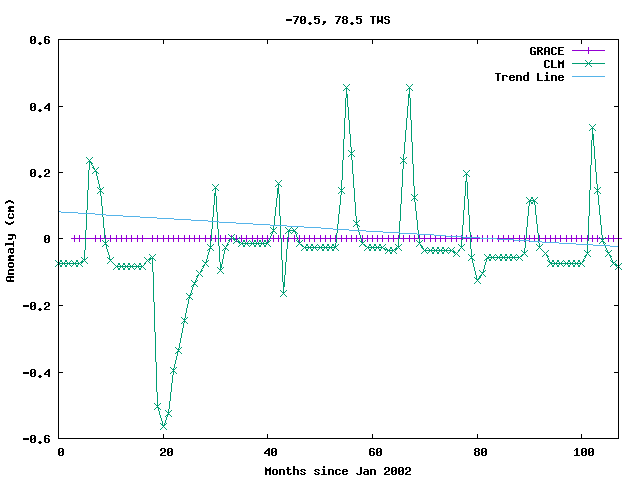 -70.5, 78.5 TWS
GRACE
CLM
Trend Line
0.6
0.4
0.2
0
-0.2
-0.4
-0.6
Anomaly (cm)
0 20 40 60 80 100
Months since Jan 2002